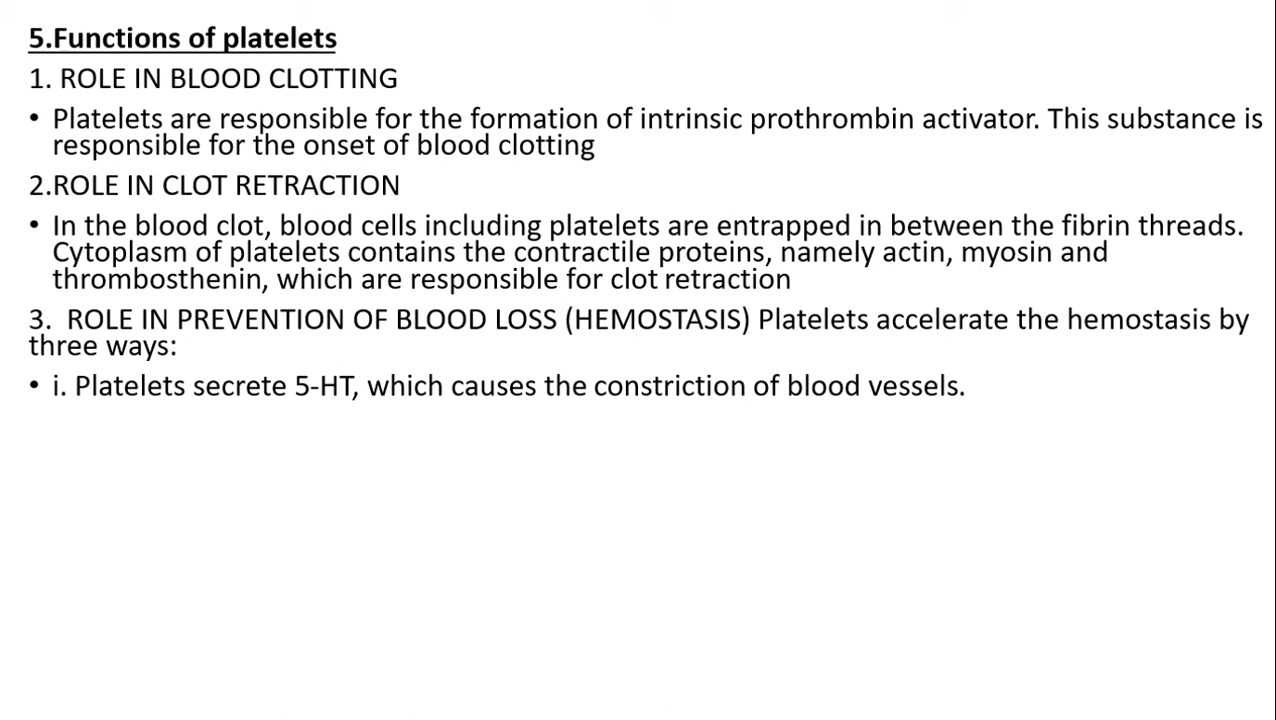 5.Functions of platelets
1. ROLE IN BLOOD CLOTTING
• Platelets are responsible for the formation of intrinsic prothrombin activator. This substance is
responsible for the onset of blood clotting
2.ROLE IN CLOT RETRACTION
• In the blood clot, blood cells including platelets are entrapped in between the fibrin threads.
Cytoplasm of platelets contains the contractile proteins, namely actin, myosin and
thrombosthenin, which are responsible for clot retraction
3.  ROLE IN PREVENTION OF BLOOD LOSS (HEMOSTASIS) Platelets accelerate the hemostasis by
three ways:
• i. Platelets secrete 5-HT, which causes the constriction of blood vessels.